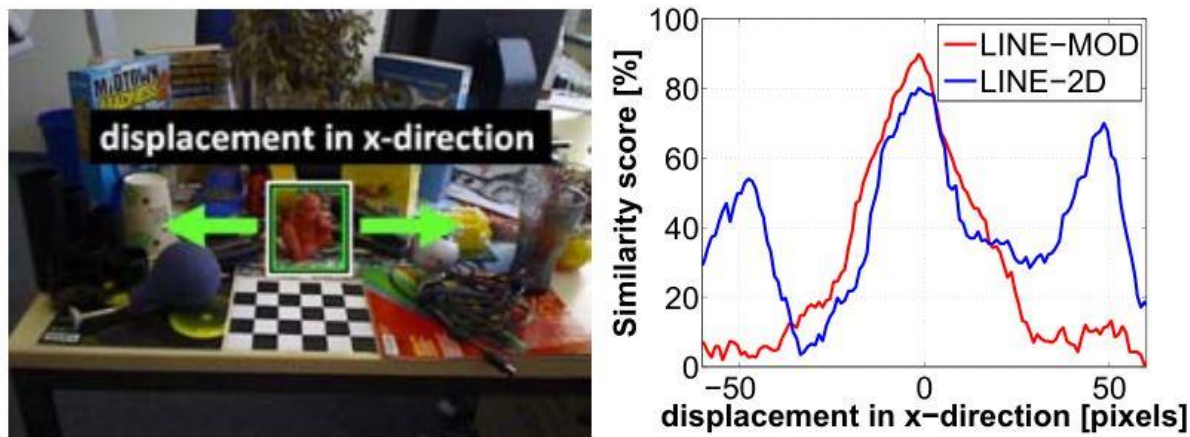 MiDTOWN
MADNESS
displacement in x-direction
Similarity score [%]
100
80
60
40
20
0
LINE-MOD
LINE-2D
−50
0
50
displacement in x-direction [pixels]